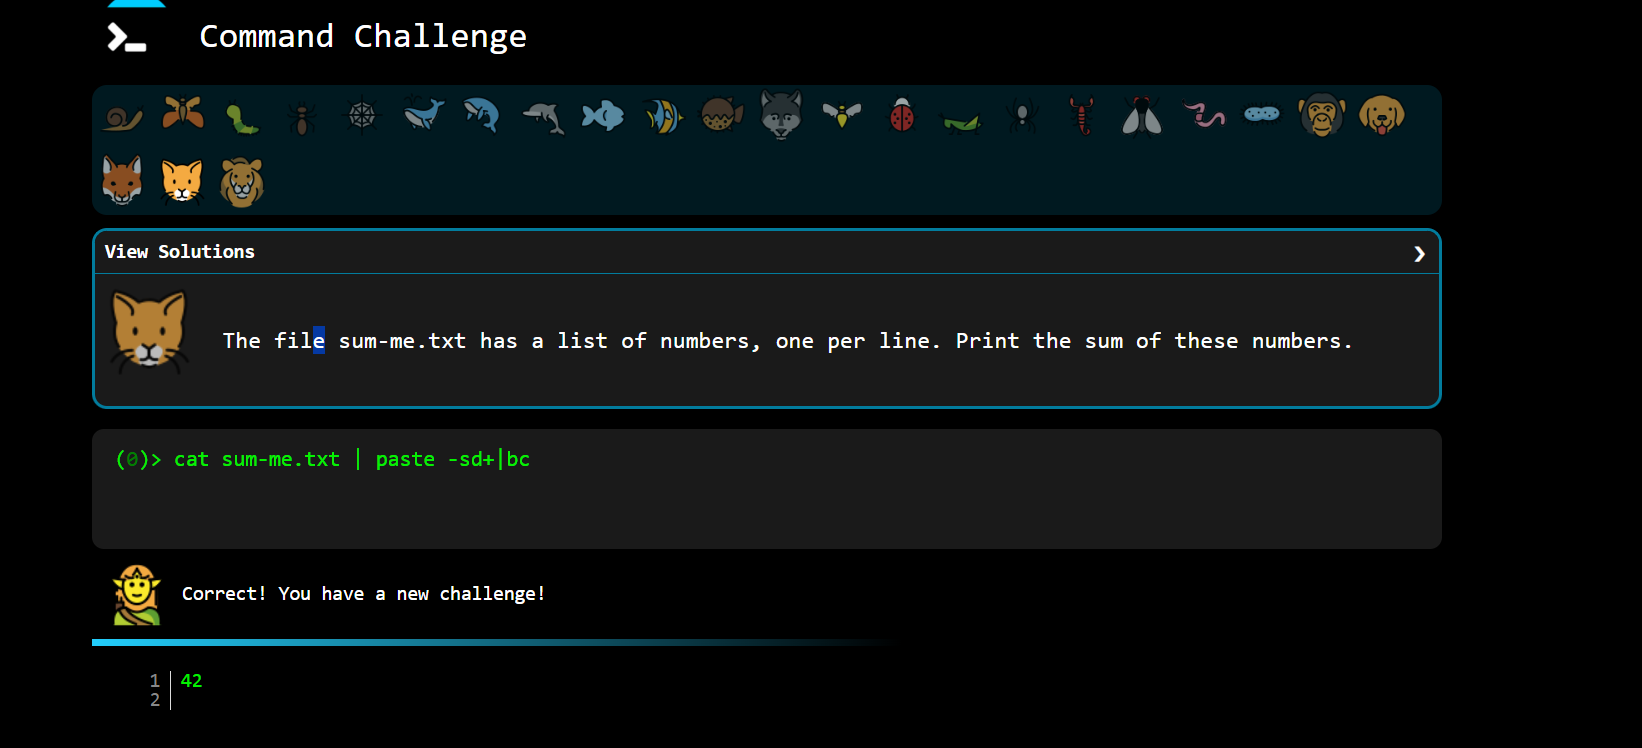 Command Challenge
View Solutions
The file sum-me.txt has a list of numbers, one per line. Print the sum of these numbers.
(0)> cat sum-me.txt | paste -sd+|bc
Correct! You have a new challenge!
1 42
2